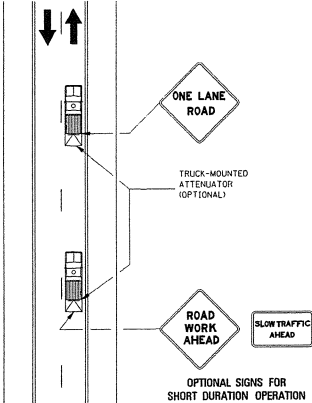 ONE LANE
ROAD
TRUCK-MOUNTED
ATTENUATOR
(OPTIONAL)
ROAD
WORK
AHEAD
SLOW TRAFFIC
AHEAD
OPTIONAL SIGNS FOR
SHORT DURATION OPERATION